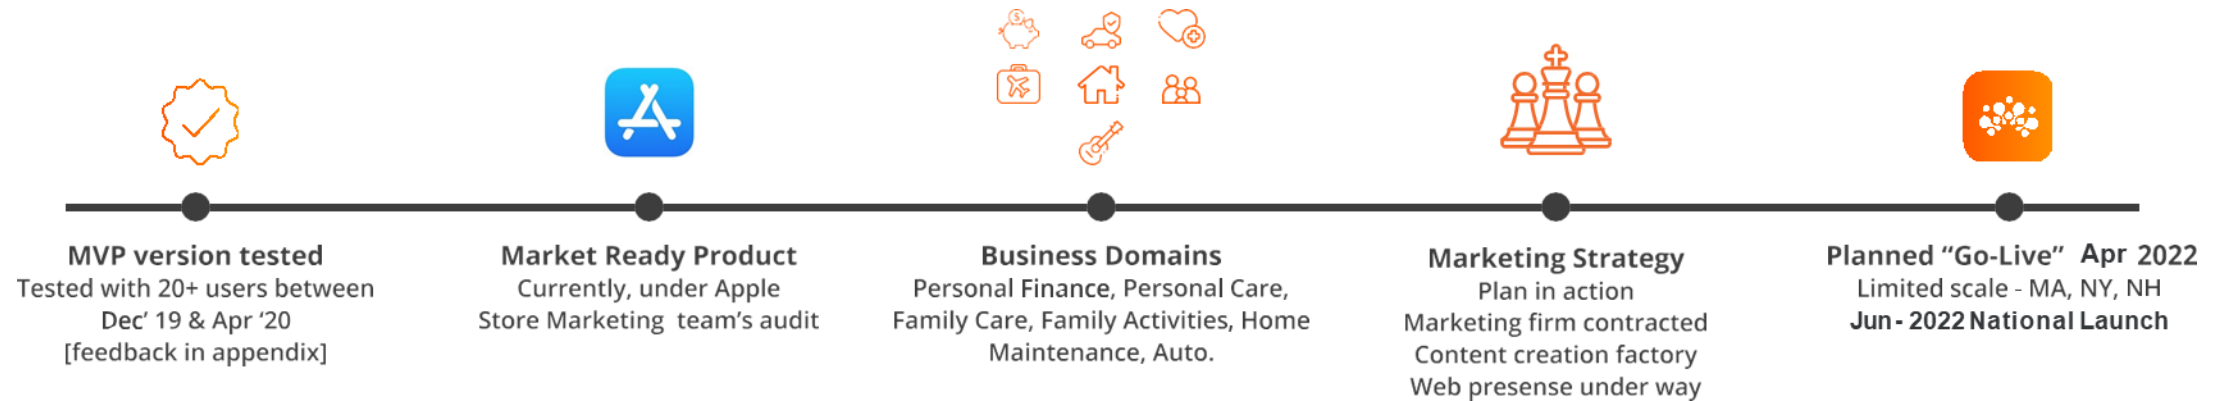 MVP version tested
Tested with 20+ users between
Dec’ 19 & Apr ‘20
[feedback in appendix]
Market Ready Product
Currently, under Apple
Store Marketing team’s audit
Business Domains
Personal Finance, Personal Care,
Family Care, Family Activities, Home
Maintenance, Auto.
Marketing Strategy
Plan in action
Marketing firm contracted
Content creation factory
Web presense under way
Planned “Go-Live” Apr 2022
Limited scale - MA, NY, NH
Jun - 2022 National Launch